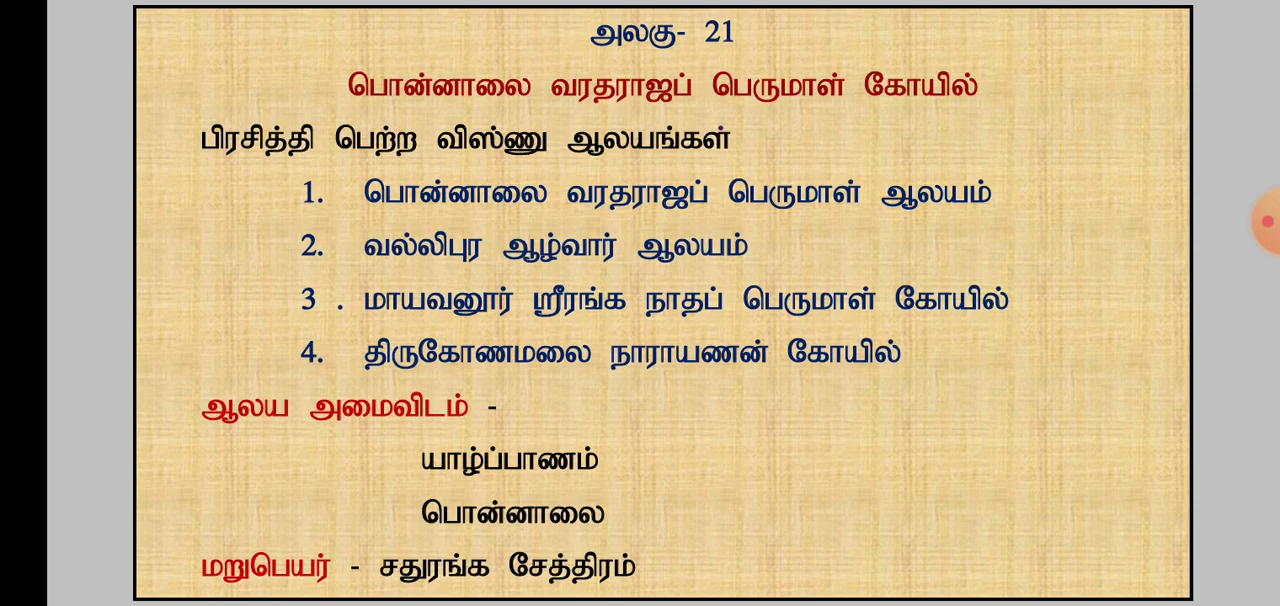 அலகு- 21
பொன்னாலை வரதராஜப் பெருமாள் கோயில்
பிரசித்தி பெற்ற விஸ்ணு ஆலயங்கள்
1. பொன்னாலை வரதராஜப் பெருமாள் ஆலயம்
2. வல்லிபுர ஆழ்வார் ஆலயம்
3 . மாயவனூர் ஸ்ரீரங்க நாதப் பெருமாள் கோயில்
4. திருகோணமலை நாராயணன் கோயில்
ஆலய அமைவிடம் -
யாழ்ப்பாணம்
பொன்னாலை
மறுபெயர் - சதுரங்க சேத்திரம்